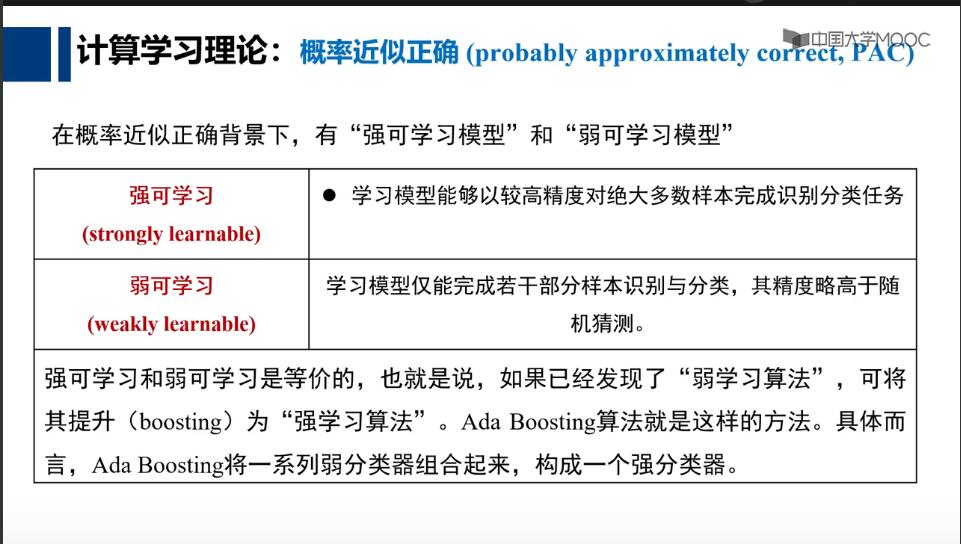 中国大学MOOC
计算学习理论：概率近似正确 (probably approximately correct, PAC)
在概率近似正确背景下，有“强可学习模型”和“弱可学习模型”
强可学习
(strongly learnable)
● 学习模型能够以较高精度对绝大多数样本完成识别分类任务
弱可学习
(weakly learnable)
学习模型仅能完成若干部分样本识别与分类，其精度略高于随
机猜测。
强可学习和弱可学习是等价的，也就是说，如果已经发现了“弱学习算法”，可将
其提升（boosting）为“强学习算法”。Ada Boosting算法就是这样的方法。具体而
言，Ada Boosting将一系列弱分类器组合起来，构成一个强分类器。